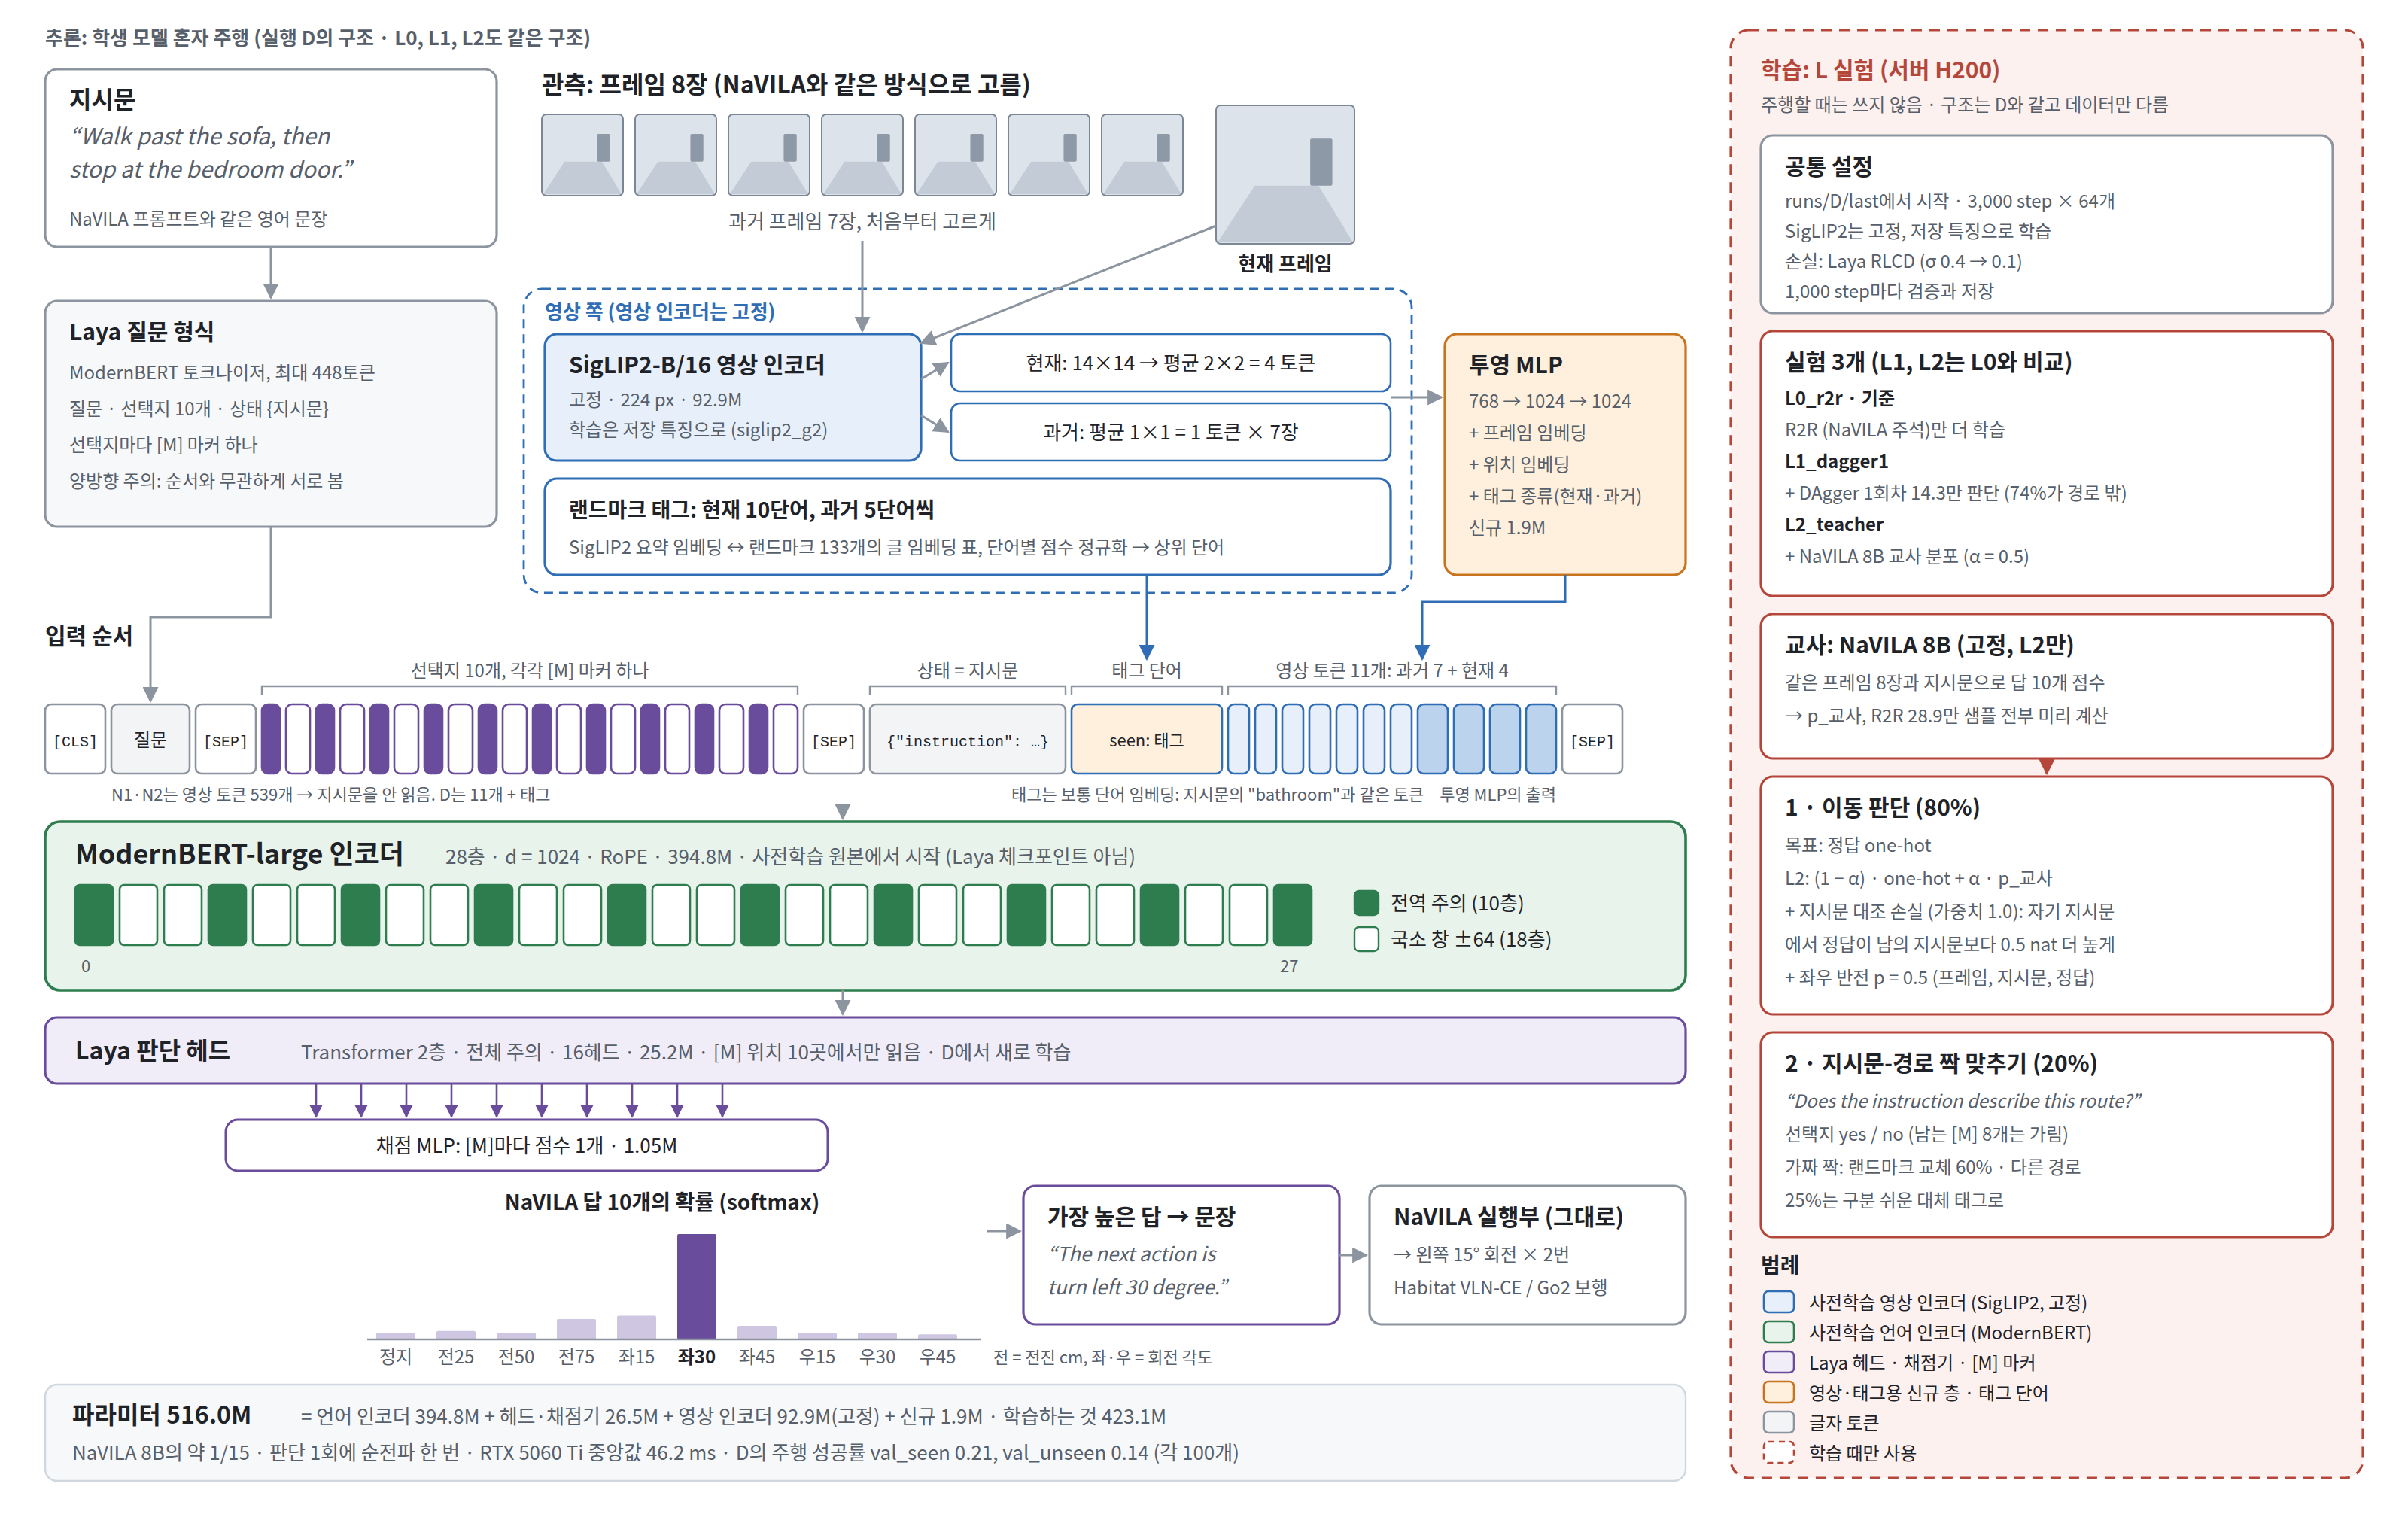 추론: 학생 모델 혼자 주행 (실행 D의 구조 · L0, L1, L2도 같은 구조)
지시문
“Walk past the sofa, then
stop at the bedroom door.”
NaVILA 프롬프트와 같은 영어 문장
관측: 프레임 8장 (NaVILA와 같은 방식으로 고름)
과거 프레임 7장, 처음부터 고르게
현재 프레임
Laya 질문 형식
ModernBERT 토크나이저, 최대 448토큰
질문 · 선택지 10개 · 상태 {지시문}
선택지마다 [M] 마커 하나
양방향 주의: 순서와 무관하게 서로 봄
영상 쪽 (영상 인코더는 고정)
SigLIP2-B/16 영상 인코더
고정 · 224 px · 92.9M
학습은 저장 특징으로 (siglip2_g2)
현재: 14×14 → 평균 2×2 = 4 토큰
과거: 평균 1×1 = 1 토큰 × 7장
랜드마크 태그: 현재 10단어, 과거 5단어씩
SigLIP2 요약 임베딩 ↔ 랜드마크 133개의 글 임베딩 표, 단어별 점수 정규화 → 상위 단어
투영 MLP
768 → 1024 → 1024
+ 프레임 임베딩
+ 위치 임베딩
+ 태그 종류(현재·과거)
신규 1.9M
입력 순서
선택지 10개, 각각 [M] 마커 하나
상태 = 지시문
태그 단어
영상 토큰 11개: 과거 7 + 현재 4
[CLS]
질문
[SEP]
[SEP]
{"instruction": …}
seen: 태그
[SEP]
N1·N2는 영상 토큰 539개 → 지시문을 안 읽음. D는 11개 + 태그
태그는 보통 단어 임베딩: 지시문의 "bathroom"과 같은 토큰
투영 MLP의 출력
ModernBERT-large 인코더
28층 · d = 1024 · RoPE · 394.8M · 사전학습 원본에서 시작 (Laya 체크포인트 아님)
전역 주의 (10층)
국소 창 ±64 (18층)
0
27
Laya 판단 헤드
Transformer 2층 · 전체 주의 · 16헤드 · 25.2M · [M] 위치 10곳에서만 읽음 · D에서 새로 학습
채점 MLP: [M]마다 점수 1개 · 1.05M
NaVILA 답 10개의 확률 (softmax)
정지
전25
전50
전75
좌15
좌30
좌45
우15
우30
우45
전 = 전진 cm, 좌·우 = 회전 각도
가장 높은 답 → 문장
“The next action is
turn left 30 degree.”
NaVILA 실행부 (그대로)
→ 왼쪽 15° 회전 × 2번
Habitat VLN-CE / Go2 보행
파라미터 516.0M
= 언어 인코더 394.8M + 헤드·채점기 26.5M + 영상 인코더 92.9M(고정) + 신규 1.9M · 학습하는 것 423.1M
NaVILA 8B의 약 1/15 · 판단 1회에 순전파 한 번 · RTX 5060 Ti 중앙값 46.2 ms · D의 주행 성공률 val_seen 0.21, val_unseen 0.14 (각 100개)
학습: L 실험 (서버 H200)
주행할 때는 쓰지 않음 · 구조는 D와 같고 데이터만 다름
공통 설정
runs/D/last에서 시작 · 3,000 step × 64개
SigLIP2는 고정, 저장 특징으로 학습
손실: Laya RLCD (σ 0.4 → 0.1)
1,000 step마다 검증과 저장
실험 3개 (L1, L2는 L0와 비교)
L0_r2r · 기준
R2R (NaVILA 주석)만 더 학습
L1_dagger1
+ DAgger 1회차 14.3만 판단 (74%가 경로 밖)
L2_teacher
+ NaVILA 8B 교사 분포 (α = 0.5)
교사: NaVILA 8B (고정, L2만)
같은 프레임 8장과 지시문으로 답 10개 점수
→ p_교사, R2R 28.9만 샘플 전부 미리 계산
1 · 이동 판단 (80%)
목표: 정답 one-hot
L2: (1 − α) · one-hot + α · p_교사
+ 지시문 대조 손실 (가중치 1.0): 자기 지시문
에서 정답이 남의 지시문보다 0.5 nat 더 높게
+ 좌우 반전 p = 0.5 (프레임, 지시문, 정답)
2 · 지시문-경로 짝 맞추기 (20%)
“Does the instruction describe this route?”
선택지 yes / no (남는 [M] 8개는 가림)
가짜 짝: 랜드마크 교체 60% · 다른 경로
25%는 구분 쉬운 대체 태그로
범례
사전학습 영상 인코더 (SigLIP2, 고정)
사전학습 언어 인코더 (ModernBERT)
Laya 헤드 · 채점기 · [M] 마커
영상·태그용 신규 층 · 태그 단어
글자 토큰
학습 때만 사용